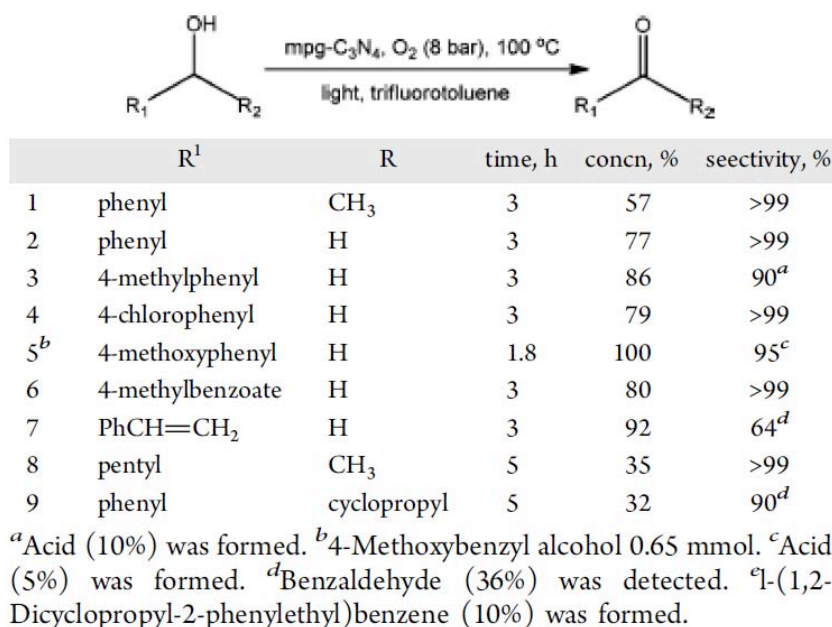 OH
mpg-C₃N₄, O₂ (8 bar), 100 ºC
light, trifluorotoluene
R₁ R₂
O
R₁ R₂
R¹ R time, h concn, % seectivity, %
1 phenyl CH₃ 3 57 >99
2 phenyl H 3 77 >99
3 4-methylphenyl H 3 86 90ᵃ
4 4-chlorophenyl H 3 79 >99
5ᵇ 4-methoxyphenyl H 1.8 100 95ᶜ
6 4-methylbenzoate H 3 80 >99
7 PhCH=CH₂ H 3 92 64ᵈ
8 pentyl CH₃ 5 35 >99
9 phenyl cyclopropyl 5 32 90ᵈ
ᵃAcid (10%) was formed. ᵇ4-Methoxybenzyl alcohol 0.65 mmol. ᶜAcid
(5%) was formed. ᵈBenzaldehyde (36%) was detected. ᵉl-(1,2-
Dicyclopropyl-2-phenylethyl)benzene (10%) was formed.